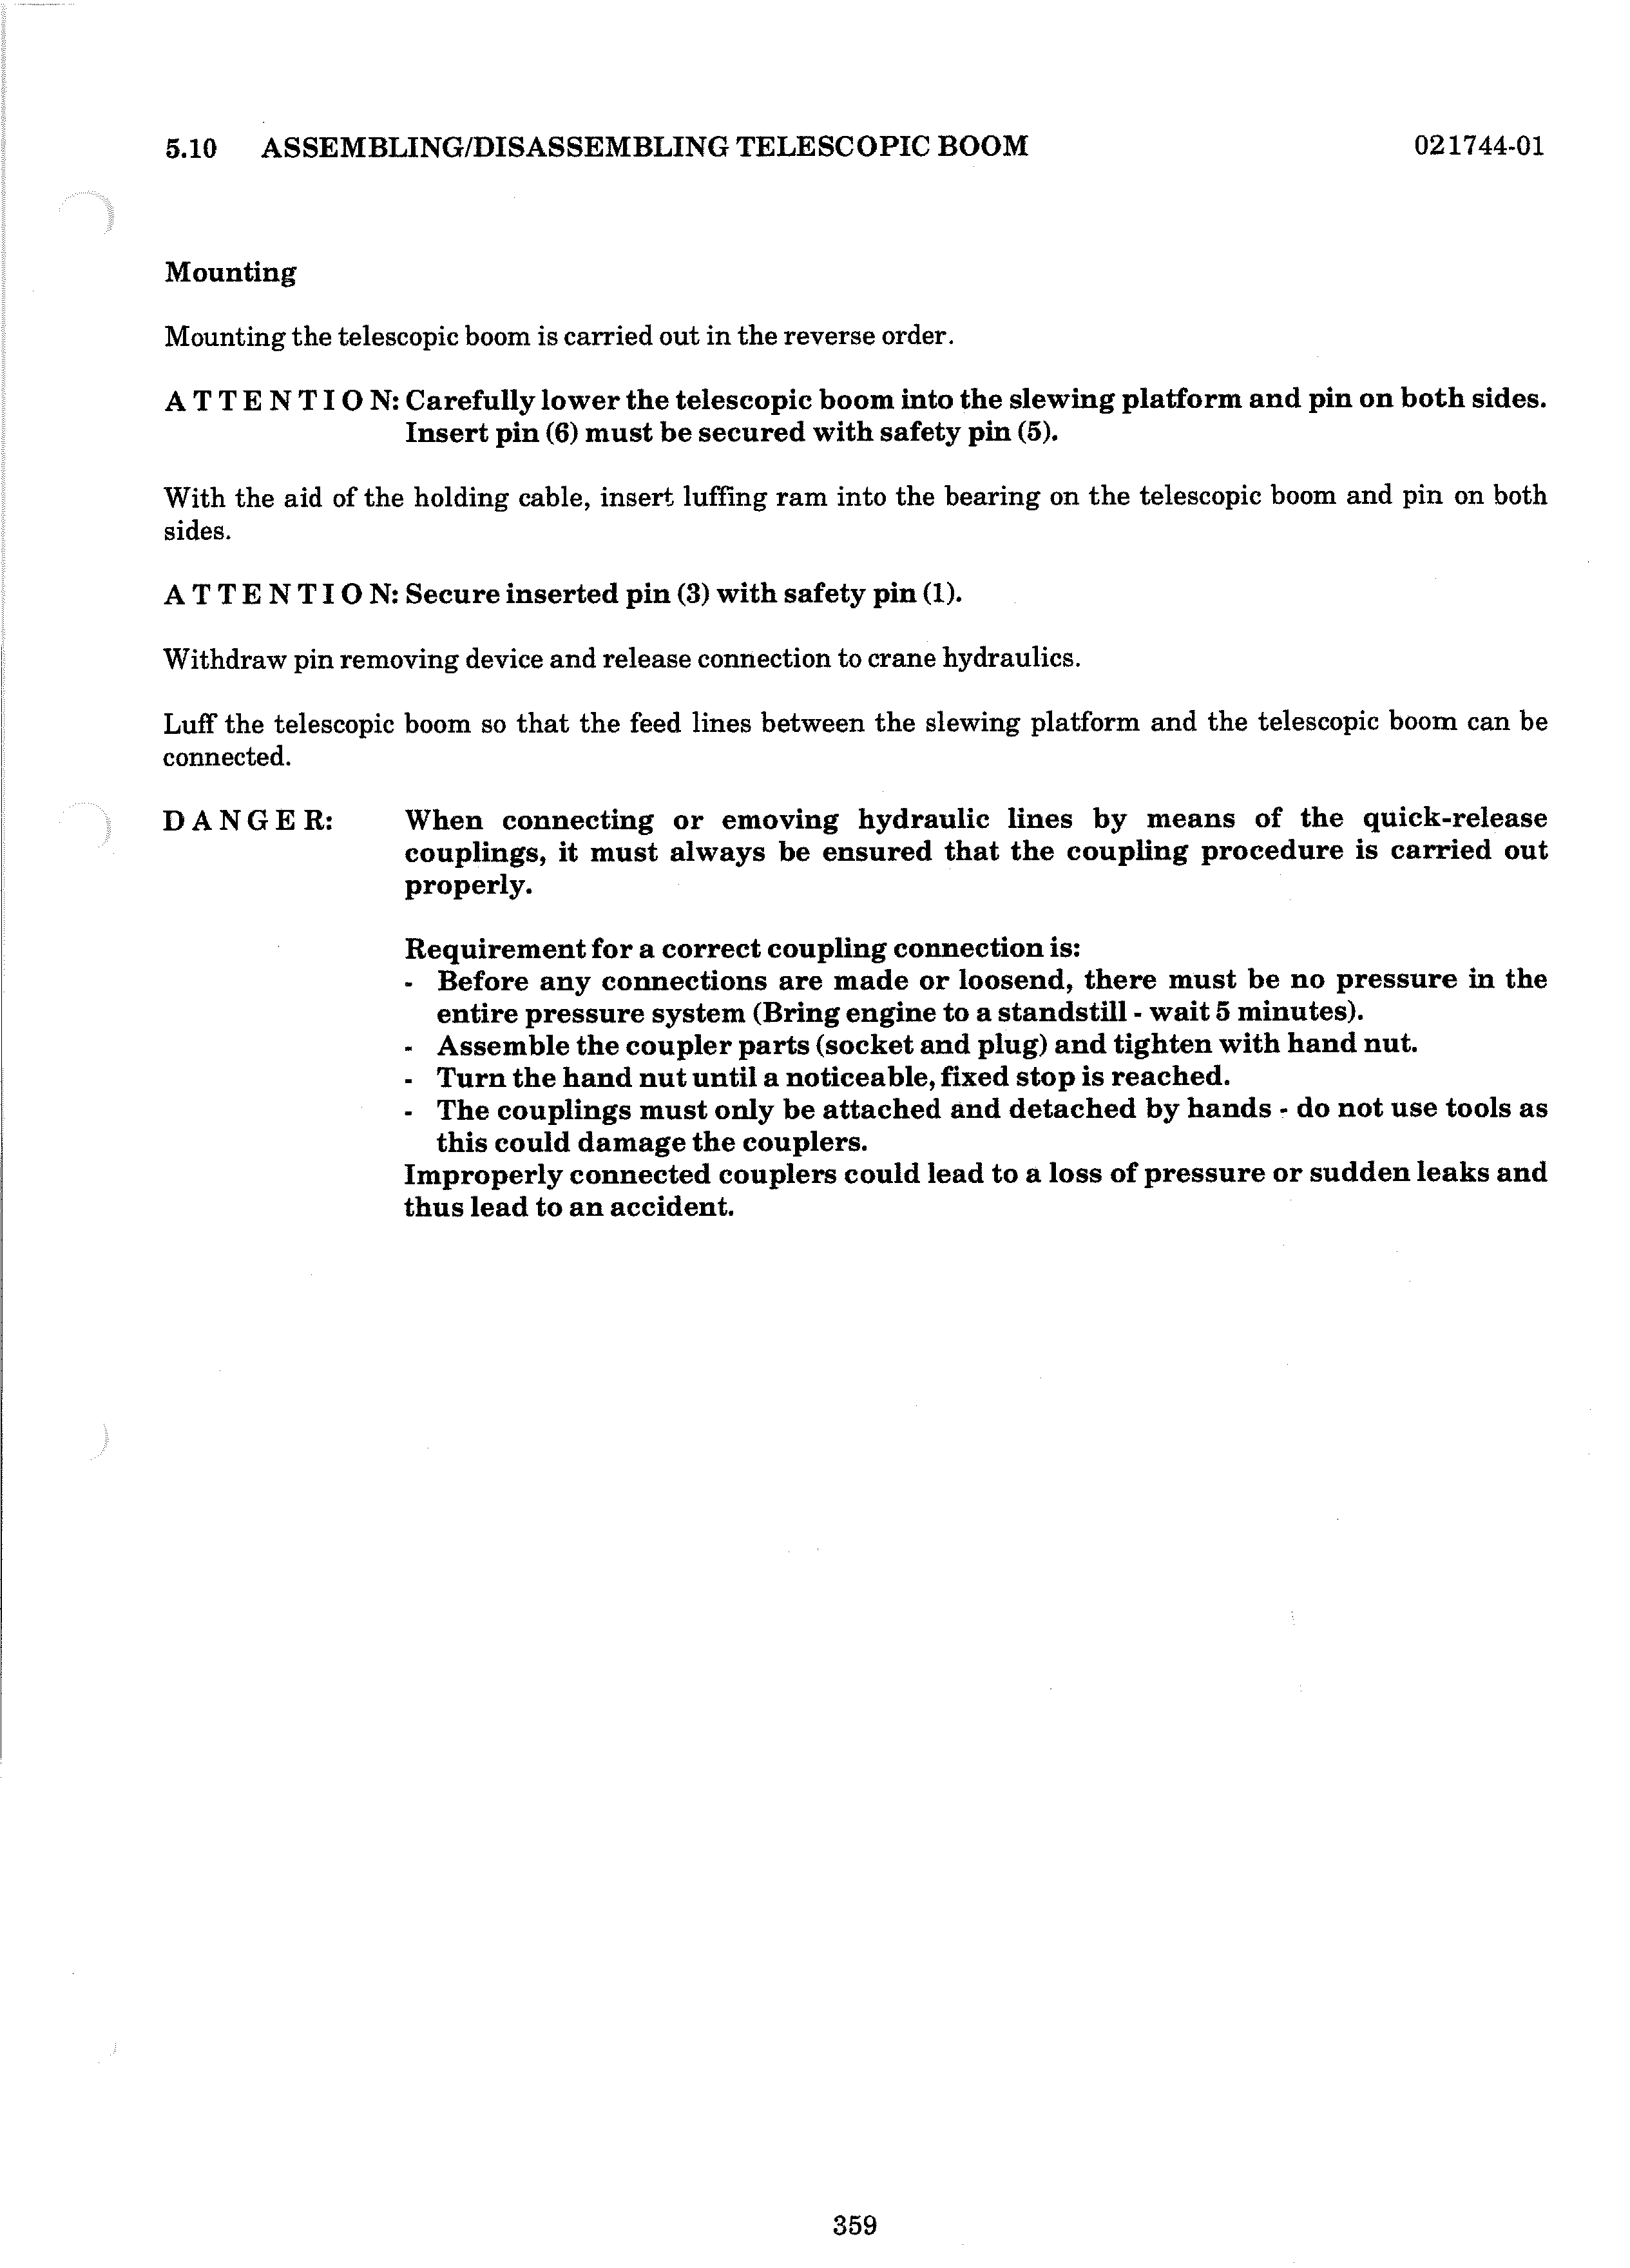 5.10 ASSEMBLING/DISASSEMBLING TELESCOPIC BOOM 021744-01
Mounting
Mounting the telescopic boom is carried out in the reverse order.
A T T E N T I O N: Carefully lower the telescopic boom into the slewing platform and pin on both sides.
Insert pin (6) must be secured with safety pin (5).
With the aid of the holding cable, insert luffing ram into the bearing on the telescopic boom and pin on both
sides.
A T T E N T I O N: Secure inserted pin (3) with safety pin (1).
Withdraw pin removing device and release connection to crane hydraulics.
Luff the telescopic boom so that the feed lines between the slewing platform and the telescopic boom can be
connected.
D A N G E R: When connecting or emoving hydraulic lines by means of the quick-release
couplings, it must always be ensured that the coupling procedure is carried out
properly.
Requirement for a correct coupling connection is:
- Before any connections are made or loosend, there must be no pressure in the
entire pressure system (Bring engine to a standstill - wait 5 minutes).
- Assemble the coupler parts (socket and plug) and tighten with hand nut.
- Turn the hand nut until a noticeable, fixed stop is reached.
- The couplings must only be attached and detached by hands - do not use tools as
this could damage the couplers.
Improperly connected couplers could lead to a loss of pressure or sudden leaks and
thus lead to an accident.
359